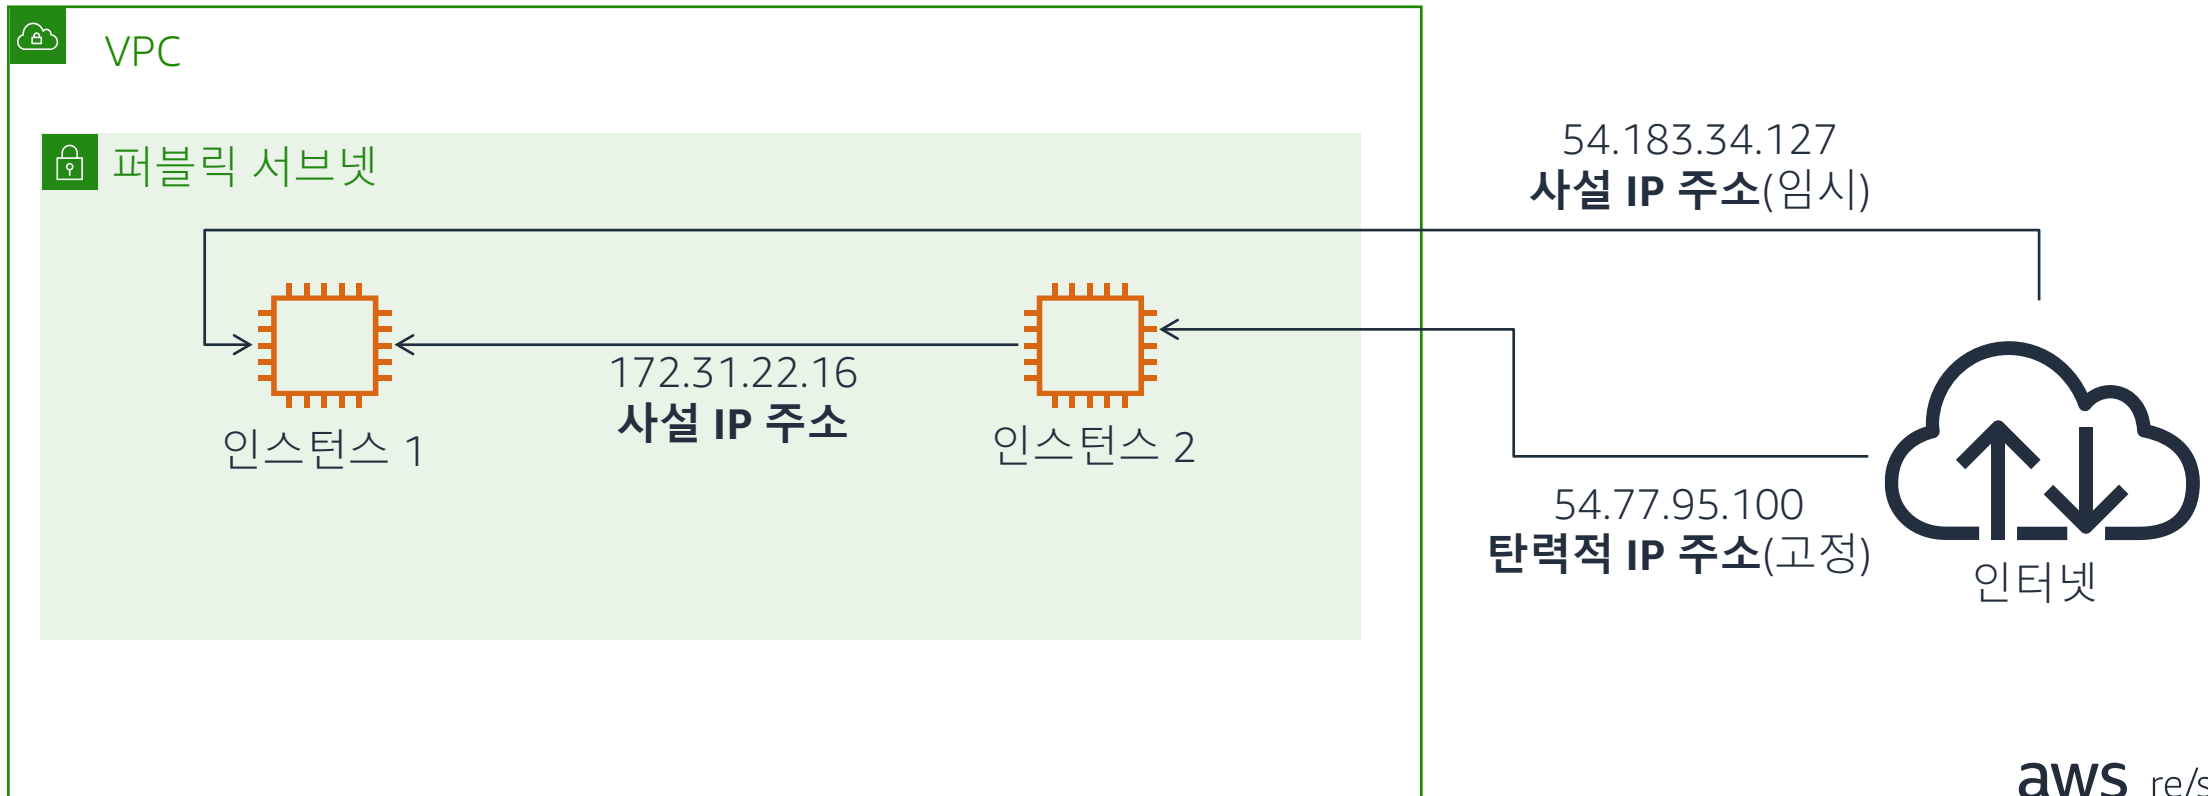 VPC
퍼블릭 서브넷
54.183.34.127
사설 IP 주소(임시)
172.31.22.16
사설 IP 주소
인스턴스 1
인스턴스 2
54.77.95.100
탄력적 IP 주소(고정)
인터넷
aws re/s